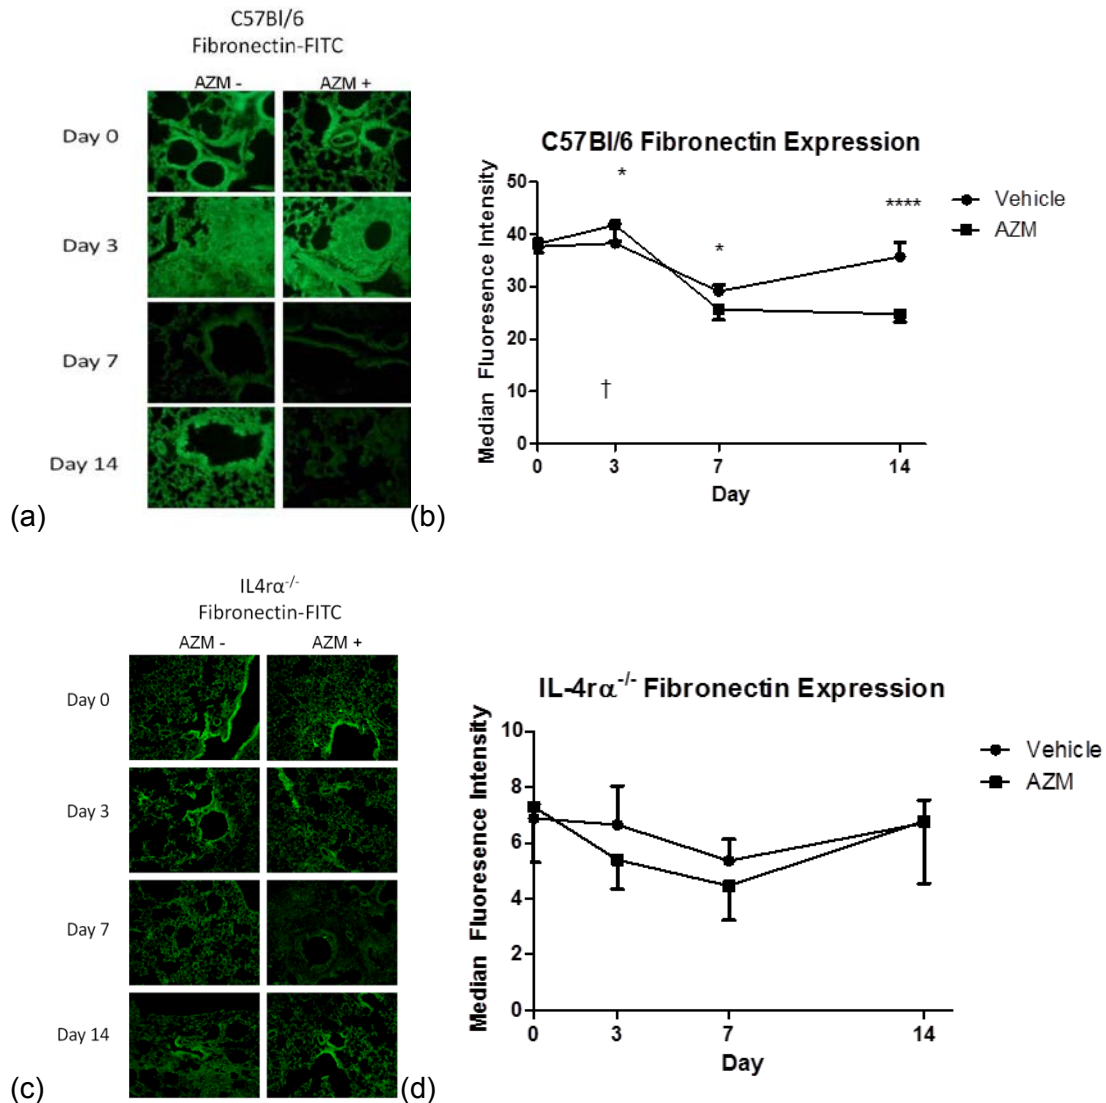 C57Bl/6
Fibronectin-FITC
AZM -
AZM +
Day 0
Day 3
Day 7
Day 14
(a)
C57Bl/6 Fibronectin Expression
Median Fluoresence Intensity
50
40
30
20
10
0
*
*
****
†
0
3
7
14
Day
Vehicle
AZM
(b)
IL4rα-/-
Fibronectin-FITC
AZM -
AZM +
Day 0
Day 3
Day 7
Day 14
(c)
IL-4rα-/- Fibronectin Expression
Median Fluoresence Intensity
10
8
6
4
2
0
0
3
7
14
Day
Vehicle
AZM
(d)